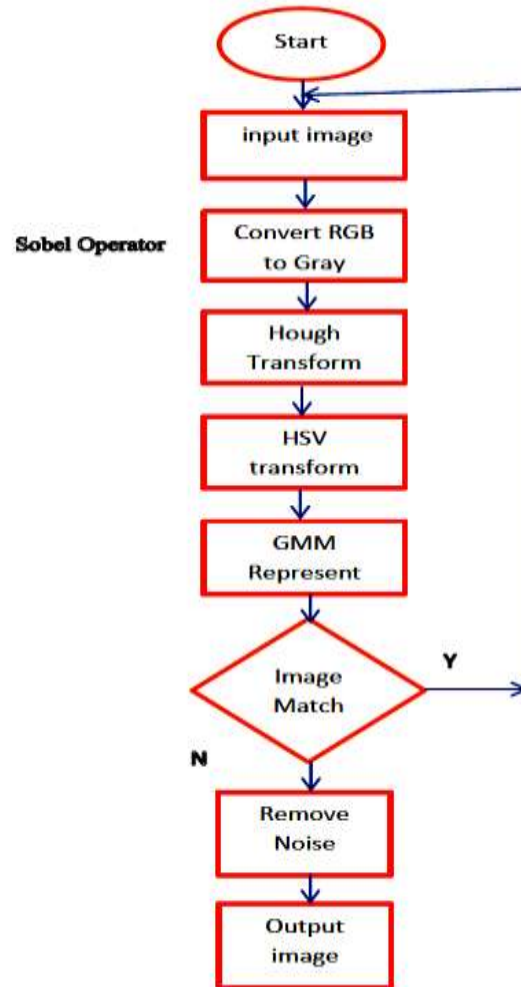 Start
input image
Sobel Operator
Convert RGB
to Gray
Hough
Transform
HSV
transform
GMM
Represent
Image
Match
Y
N
Remove
Noise
Output
image